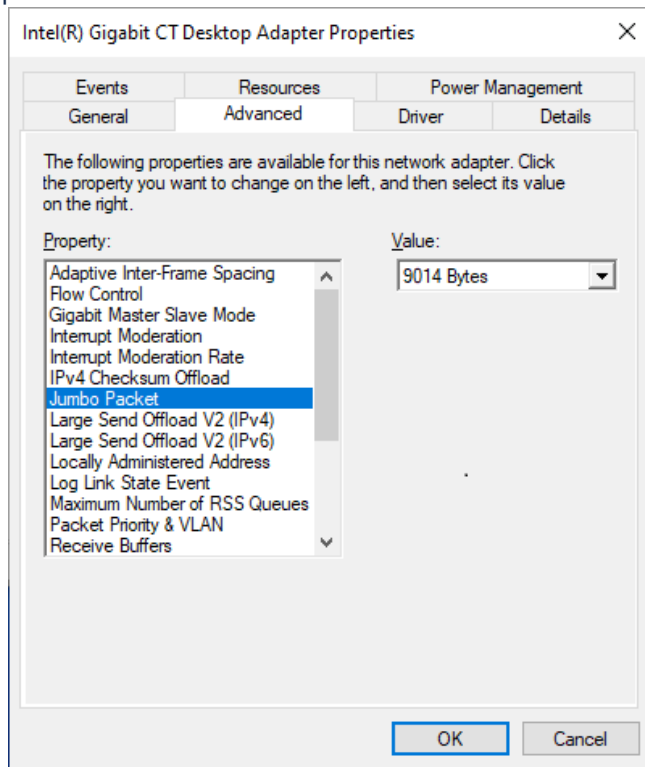 Intel(R) Gigabit CT Desktop Adapter Properties
Events Resources Power Management
General Advanced Driver Details
The following properties are available for this network adapter. Click
the property you want to change on the left, and then select its value
on the right.
Property: Value:
9014 Bytes
Adaptive Inter-Frame Spacing
Flow Control
Gigabit Master Slave Mode
Interrupt Moderation
Interrupt Moderation Rate
IPv4 Checksum Offload
Jumbo Packet
Large Send Offload V2 (IPv4)
Large Send Offload V2 (IPv6)
Locally Administered Address
Log Link State Event
Maximum Number of RSS Queues
Packet Priority & VLAN
Receive Buffers
OK Cancel